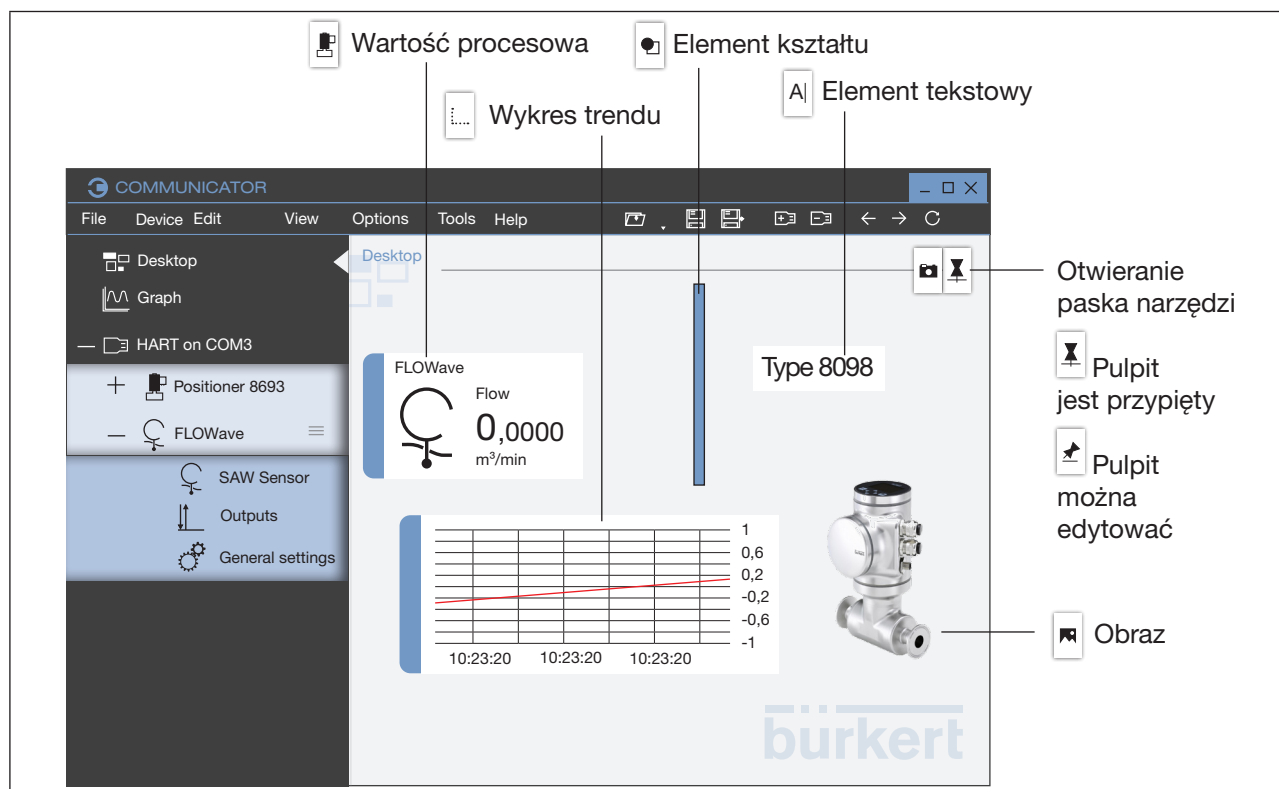 Wartość procesowa
Element kształtu
A| Element tekstowy
Wykres trendu
COMMUNICATOR
File Device Edit View Options Tools Help
Desktop
Graph
HART on COM3
Positioner 8693
FLOWave
SAW Sensor
Outputs
General settings
Desktop
FLOWave
Flow
0,0000
m³/min
Type 8098
1
0,6
0,2
-0,2
-0,6
-1
10:23:20 10:23:20 10:23:20
bürkert
Otwieranie
paska narzędzi
Pulpit
jest przypięty
Pulpit
można
edytować
Obraz